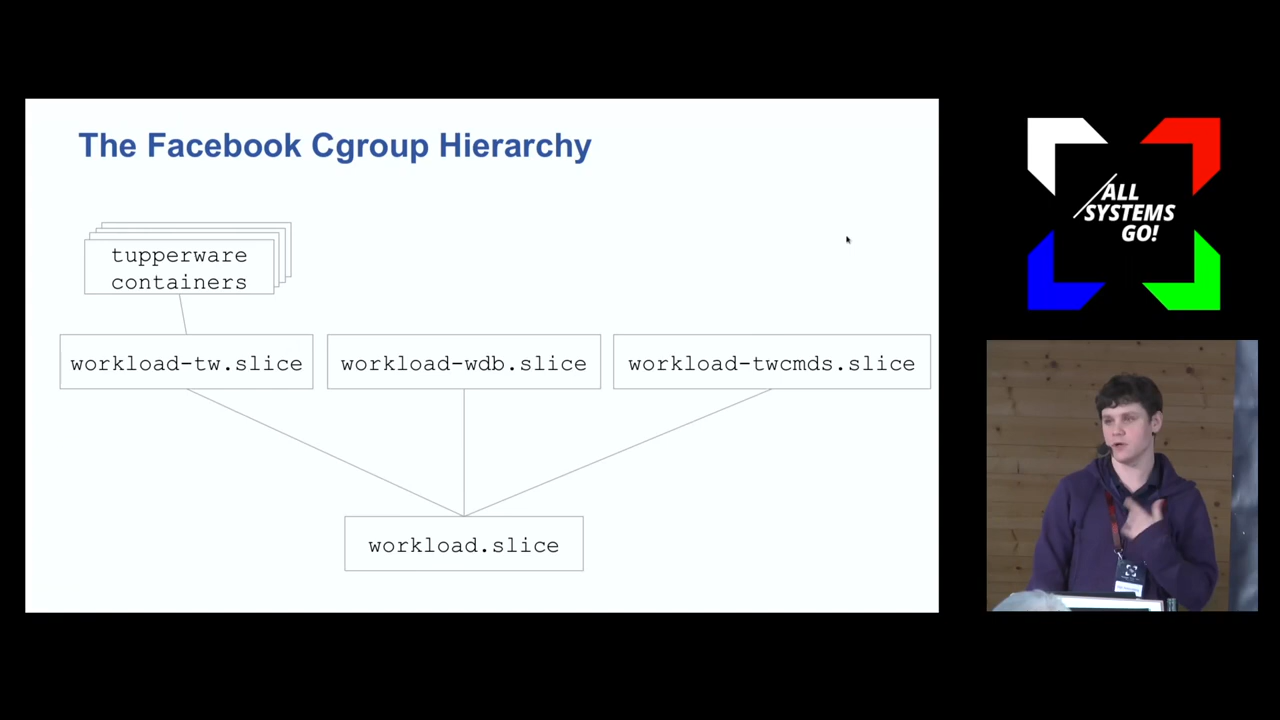 The Facebook Cgroup Hierarchy
tupperware
containers
workload-tw.slice
workload-wdb.slice
workload-twcmds.slice
workload.slice
ALL
SYSTEMS
GO!